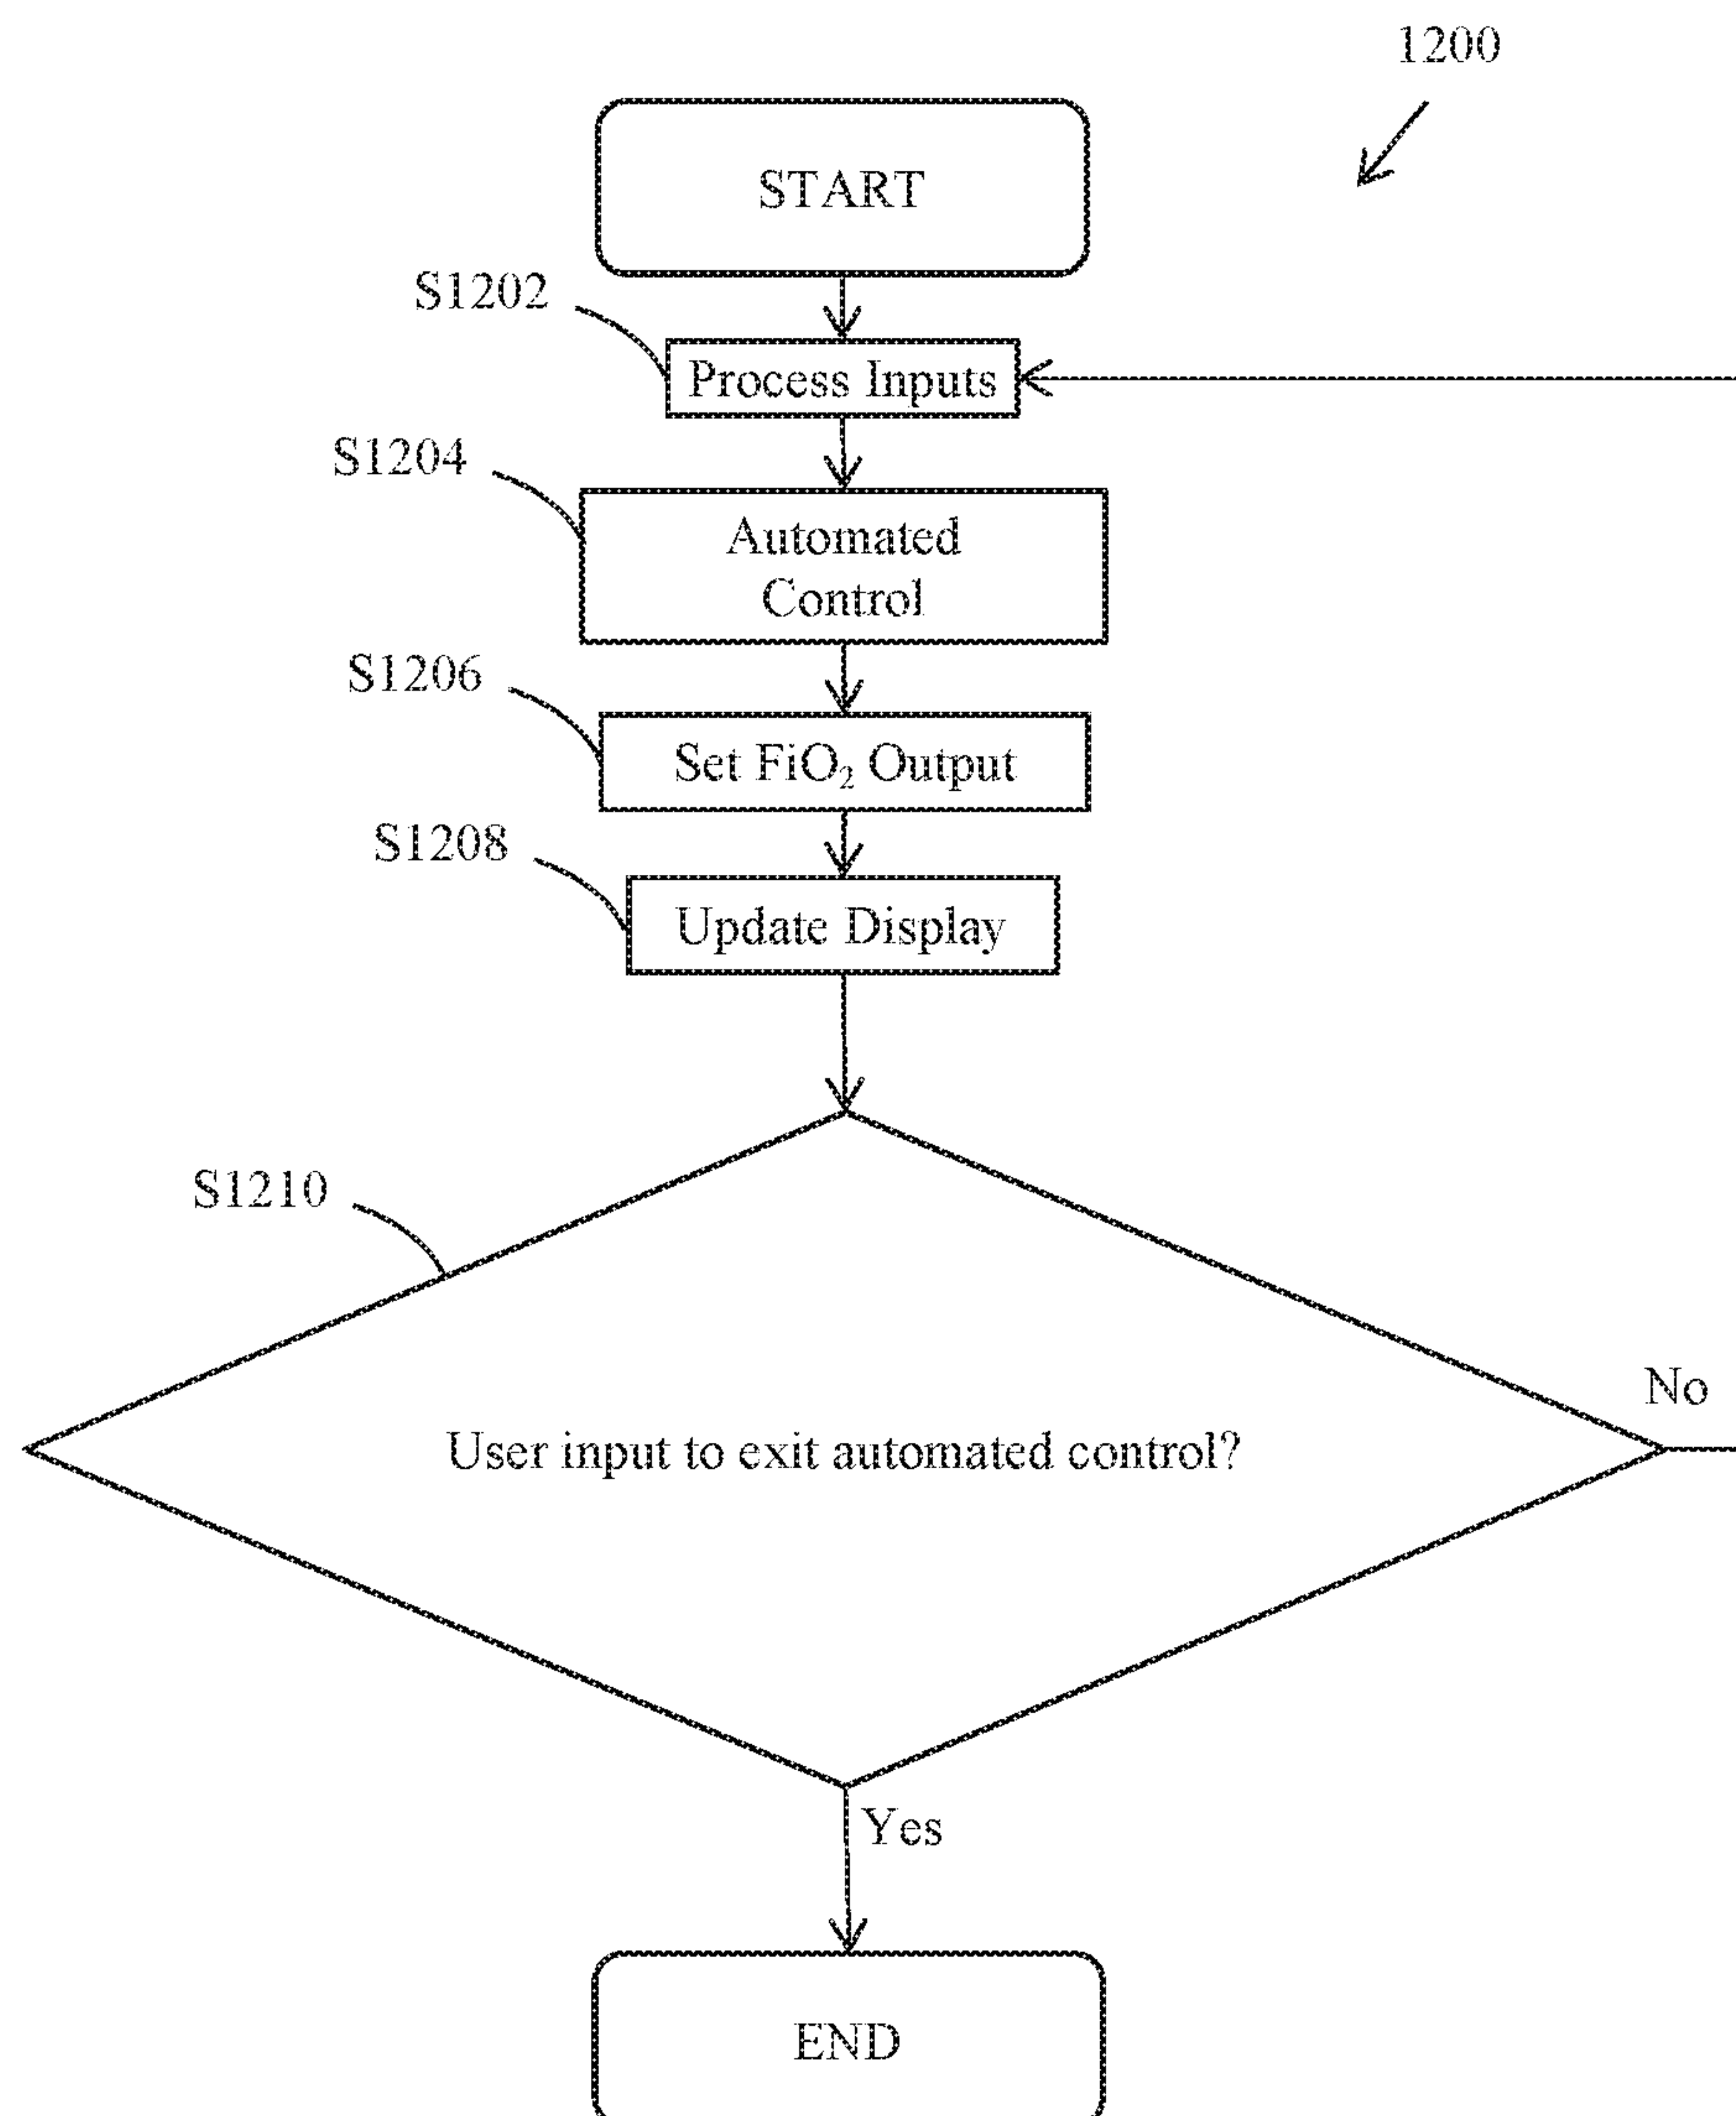 1200
START
S1202
Process Inputs
S1204
Automated
Control
S1206
Set FiO₂ Output
S1208
Update Display
S1210
User input to exit automated control?
No
Yes
END